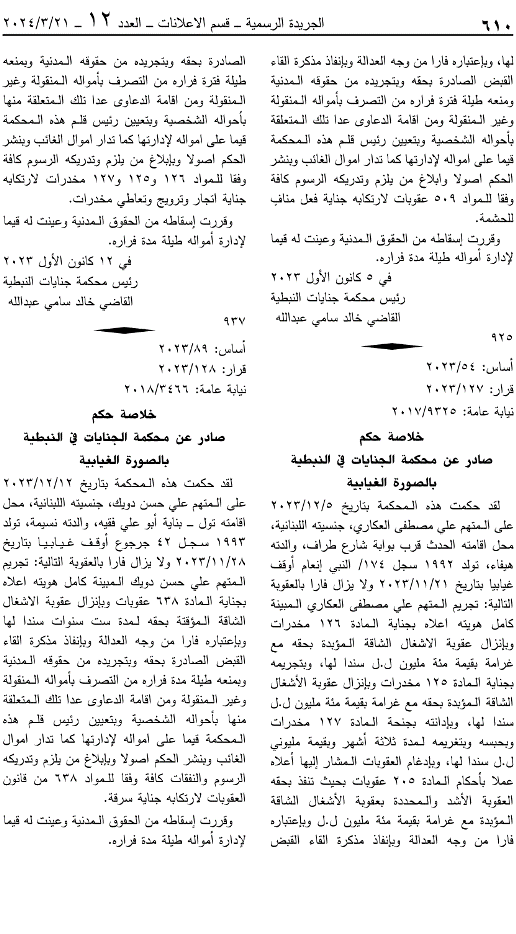 ٦١٠
الجريدة الرسمية ــ قسم الاعلانات ــ العدد ١٢ ــ ٢٠٢٤/٣/٢١
لها، وبإعتباره فارا من وجه العدالة وبإنفاذ مذكرة القاء
القبض الصادرة بحقه وبتجريده من حقوقه المدنية
ومنعه طيلة فترة فراره من التصرف بأمواله المنقولة
وغير المنقولة ومن اقامة الدعاوى عدا تلك المتعلقة
بأحواله الشخصية وبتعيين رئيس قلم هذه المحكمة
قيما على امواله لإدارتها كما تدار اموال الغائب وبنشر
الحكم اصولا وابلاغ من يلزم وتدريكه الرسوم كافة
وفقا للمواد ٥٠٩ عقوبات لارتكابه جناية فعل مناف
للحشمة.
وقررت إسقاطه من الحقوق المدنية وعينت له قيما
لإدارة أمواله طيلة مدة فراره.
في ٥ كانون الأول ٢٠٢٣
رئيس محكمة جنايات النبطية
القاضي خالد سامي عبدالله
٩٢٥
أساس: ٢٠٢٣/٥٤
قرار: ٢٠٢٣/١٢٧
نيابة عامة: ٢٠١٧/٩٣٢٥
خلاصة حكم
صادر عن محكمة الجنايات في النبطية
بالصورة الغيابية
لقد حكمت هذه المحكمة بتاريخ ٢٠٢٣/١٢/٥
على المتهم علي مصطفى العكاري، جنسيته اللبنانية،
محل اقامته الحدث قرب بوابة شارع طراف، والدته
هيفاء، تولد ١٩٩٢ سجل ١٧٤/ النبي إنعام أوقف
غيابيا بتاريخ ٢٠٢٣/١١/٢١ ولا يزال فارا بالعقوبة
التالية: تجريم المتهم علي مصطفى العكاري المبينة
كامل هويته اعلاه بجناية المادة ١٢٦ مخدرات
وبإنزال عقوبة الاشغال الشاقة المؤبدة بحقه مع
غرامة بقيمة مئة مليون ل.ل سندا لها، وبتجريمه
بجناية المادة ١٢٥ مخدرات وبإنزال عقوبة الأشغال
الشاقة المؤبدة بحقه مع غرامة بقيمة مئة مليون ل.ل
سندا لها، وبإدانته بجنحة المادة ١٢٧ مخدرات
وبحبسه وبتغريمه لمدة ثلاثة أشهر وبقيمة مليوني
ل.ل سندا لها، وبإدغام العقوبات المشار إليها أعلاه
عملا بأحكام المادة ٢٠٥ عقوبات بحيث تنفذ بحقه
العقوبة الأشد والمحددة بعقوبة الأشغال الشاقة
المؤبدة مع غرامة بقيمة مئة مليون ل.ل وبإعتباره
فارا من وجه العدالة وبإنفاذ مذكرة القاء القبض
الصادرة بحقه وبتجريده من حقوقه المدنية وبمنعه
طيلة فترة فراره من التصرف بأمواله المنقولة وغير
المنقولة ومن اقامة الدعاوى عدا تلك المتعلقة منها
بأحواله الشخصية وبتعيين رئيس قلم هذه المحكمة
قيما على امواله لإدارتها كما تدار اموال الغائب وبنشر
الحكم اصولا وبإبلاغ من يلزم وتدريكه الرسوم كافة
وفقا للمواد ١٢٦ و١٢٥ و١٢٧ مخدرات لارتكابه
جناية اتجار وترويج وتعاطي مخدرات.
وقررت إسقاطه من الحقوق المدنية وعينت له قيما
لإدارة أمواله طيلة مدة فراره.
في ١٢ كانون الأول ٢٠٢٣
رئيس محكمة جنايات النبطية
القاضي خالد سامي عبدالله
٩٣٧
أساس: ٢٠٢٣/٨٩
قرار: ٢٠٢٣/١٢٨
نيابة عامة: ٢٠١٨/٣٤٦٦
خلاصة حكم
صادر عن محكمة الجنايات في النبطية
بالصورة الغيابية
لقد حكمت هذه المحكمة بتاريخ ٢٠٢٣/١٢/١٢
على المتهم علي حسن دويك، جنسيته اللبنانية، محل
اقامته تول ــ بناية أبو علي فقيه، والدته نسيمة، تولد
١٩٩٣ سجل ٤٢ جرجوع أوقف غيابيا بتاريخ
٢٠٢٣/١١/٢٨ ولا يزال فارا بالعقوبة التالية: تجريم
المتهم علي حسن دويك المبينة كامل هويته اعلاه
بجناية المادة ٦٣٨ عقوبات وبإنزال عقوبة الاشغال
الشاقة المؤقتة بحقه لمدة ست سنوات سندا لها
وبإعتباره فارا من وجه العدالة وبإنفاذ مذكرة القاء
القبض الصادرة بحقه وبتجريده من حقوقه المدنية
وبمنعه طيلة مدة فراره من التصرف بأمواله المنقولة
وغير المنقولة ومن اقامة الدعاوى عدا تلك المتعلقة
منها بأحواله الشخصية وبتعيين رئيس قلم هذه
المحكمة قيما على امواله لإدارتها كما تدار اموال
الغائب وبنشر الحكم اصولا وبإبلاغ من يلزم وتدريكه
الرسوم والنفقات كافة وفقا للمواد ٦٣٨ من قانون
العقوبات لارتكابه جناية سرقة.
وقررت إسقاطه من الحقوق المدنية وعينت له قيما
لإدارة أمواله طيلة مدة فراره.